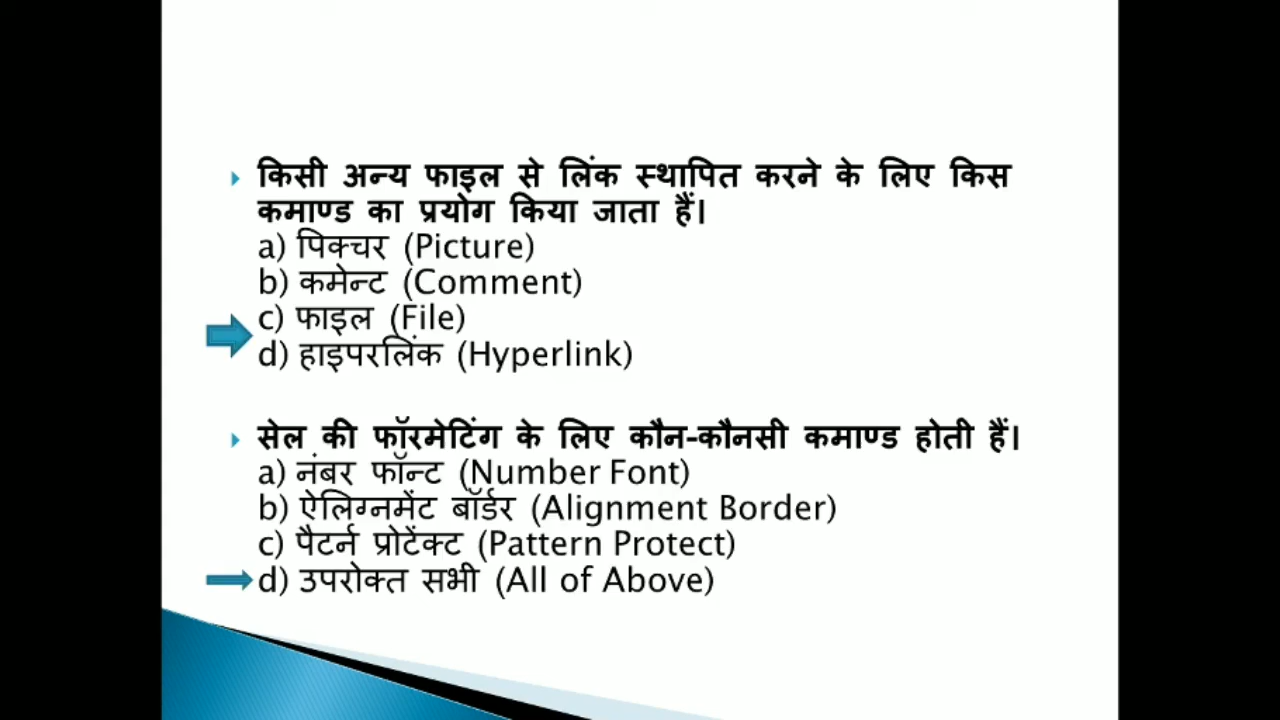 किसी अन्य फाइल से लिंक स्थापित करने के लिए किस
कमाण्ड का प्रयोग किया जाता हैं।
a) पिक्चर (Picture)
b) कमेन्ट (Comment)
c) फाइल (File)
d) हाइपरलिंक (Hyperlink)
सेल की फॉरमेटिंग के लिए कौन-कौनसी कमाण्ड होती हैं।
a) नंबर फॉन्ट (Number Font)
b) ऐलिग्नमेंट बॉर्डर (Alignment Border)
c) पैटर्न प्रोटेंक्ट (Pattern Protect)
d) उपरोक्त सभी (All of Above)